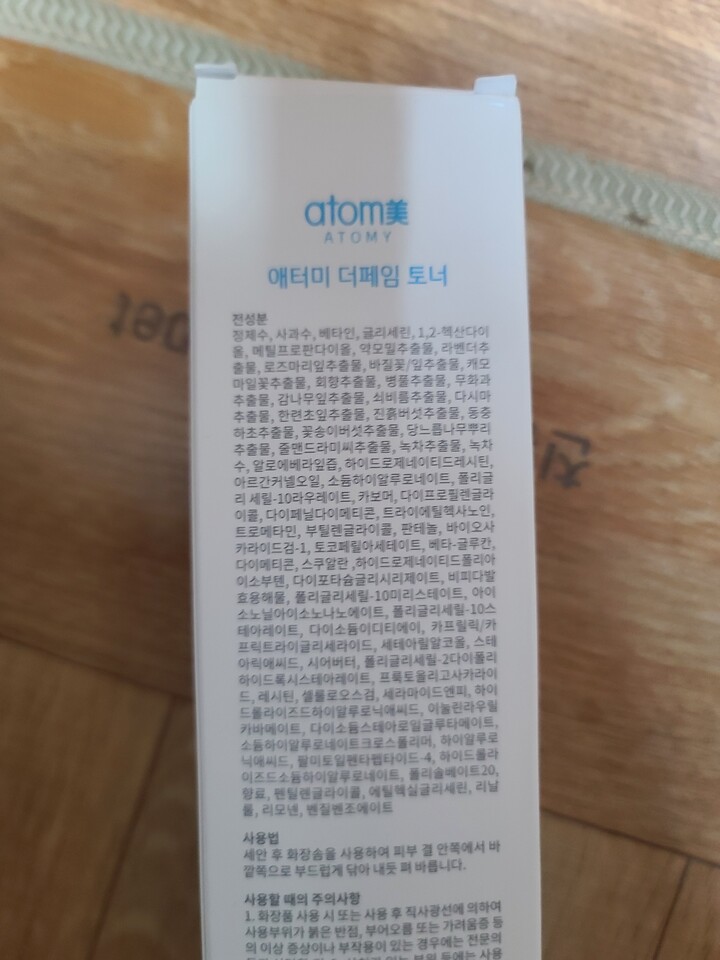 atom美
ATOMY
애터미 더페임 토너
전성분
정제수, 사과수, 베타인, 글리세린, 1,2-헥산다이
올, 메틸프로판다이올, 약모밀추출물, 라벤더추
출물, 로즈마리잎추출물, 바질꽃/잎추출물, 캐모
마일꽃추출물, 회향추출물, 병풀추출물, 무화과
추출물, 감나무잎추출물, 쇠비름추출물, 다시마
추출물, 한련초잎추출물, 진흙버섯추출물, 동충
하초추출물, 꽃송이버섯추출물, 당느릅나무뿌리
추출물, 줄맨드라미씨추출물, 녹차추출물, 녹차
수, 알로에베라잎즙, 하이드로제네이티드레시틴,
아르간커넬오일, 소듐하이알루로네이트, 폴리글
리 세릴-10라우레이트, 카보머, 다이프로필렌글라
이콜, 다이페닐다이메티콘, 트라이에틸헥사노인,
트로메타민, 부틸렌글라이콜, 판테놀, 바이오사
카라이드검-1, 토코페릴아세테이트, 베타-글루칸,
다이메티콘, 스쿠알란 ,하이드로제네이티드폴리아
이소부텐, 다이포타슘글리시리제이트, 비피다발
효용해물, 폴리글리세릴-10미리스테이트, 아이
소노닐아이소노나노에이트, 폴리글리세릴-10스
테아레이트, 다이소듐이디티에이, 카프릴릭/카
프릭트라이글리세라이드, 세테아릴알코올, 스테
아릭애씨드, 시어버터, 폴리글리세릴-2다이폴리
하이드록시스테아레이트, 프룩토올리고사카라이
드, 레시틴, 셀룰로오스검, 세라마이드엔피, 하이
드롤라이즈드하이알루로닉애씨드, 이눌린라우릴
카바메이트, 다이소듐스테아로일글루타메이트,
소듐하이알루로네이트크로스폴리머, 하이알루로
닉애씨드, 팔미토일펜타펩타이드-4, 하이드롤라
이즈드소듐하이알루로네이트, 폴리솔베이트20,
향료, 펜틸렌글라이콜, 에틸헥실글리세린, 리날
룰, 리모넨, 벤질벤조에이트
사용법
세안 후 화장솜을 사용하여 피부 결 안쪽에서 바
깥쪽으로 부드럽게 닦아 내듯 펴 바릅니다.
사용할 때의 주의사항
1. 화장품 사용 시 또는 사용 후 직사광선에 의하여
사용부위가 붉은 반점, 부어오름 또는 가려움증 등
의 이상 증상이나 부작용이 있는 경우에는 전문의